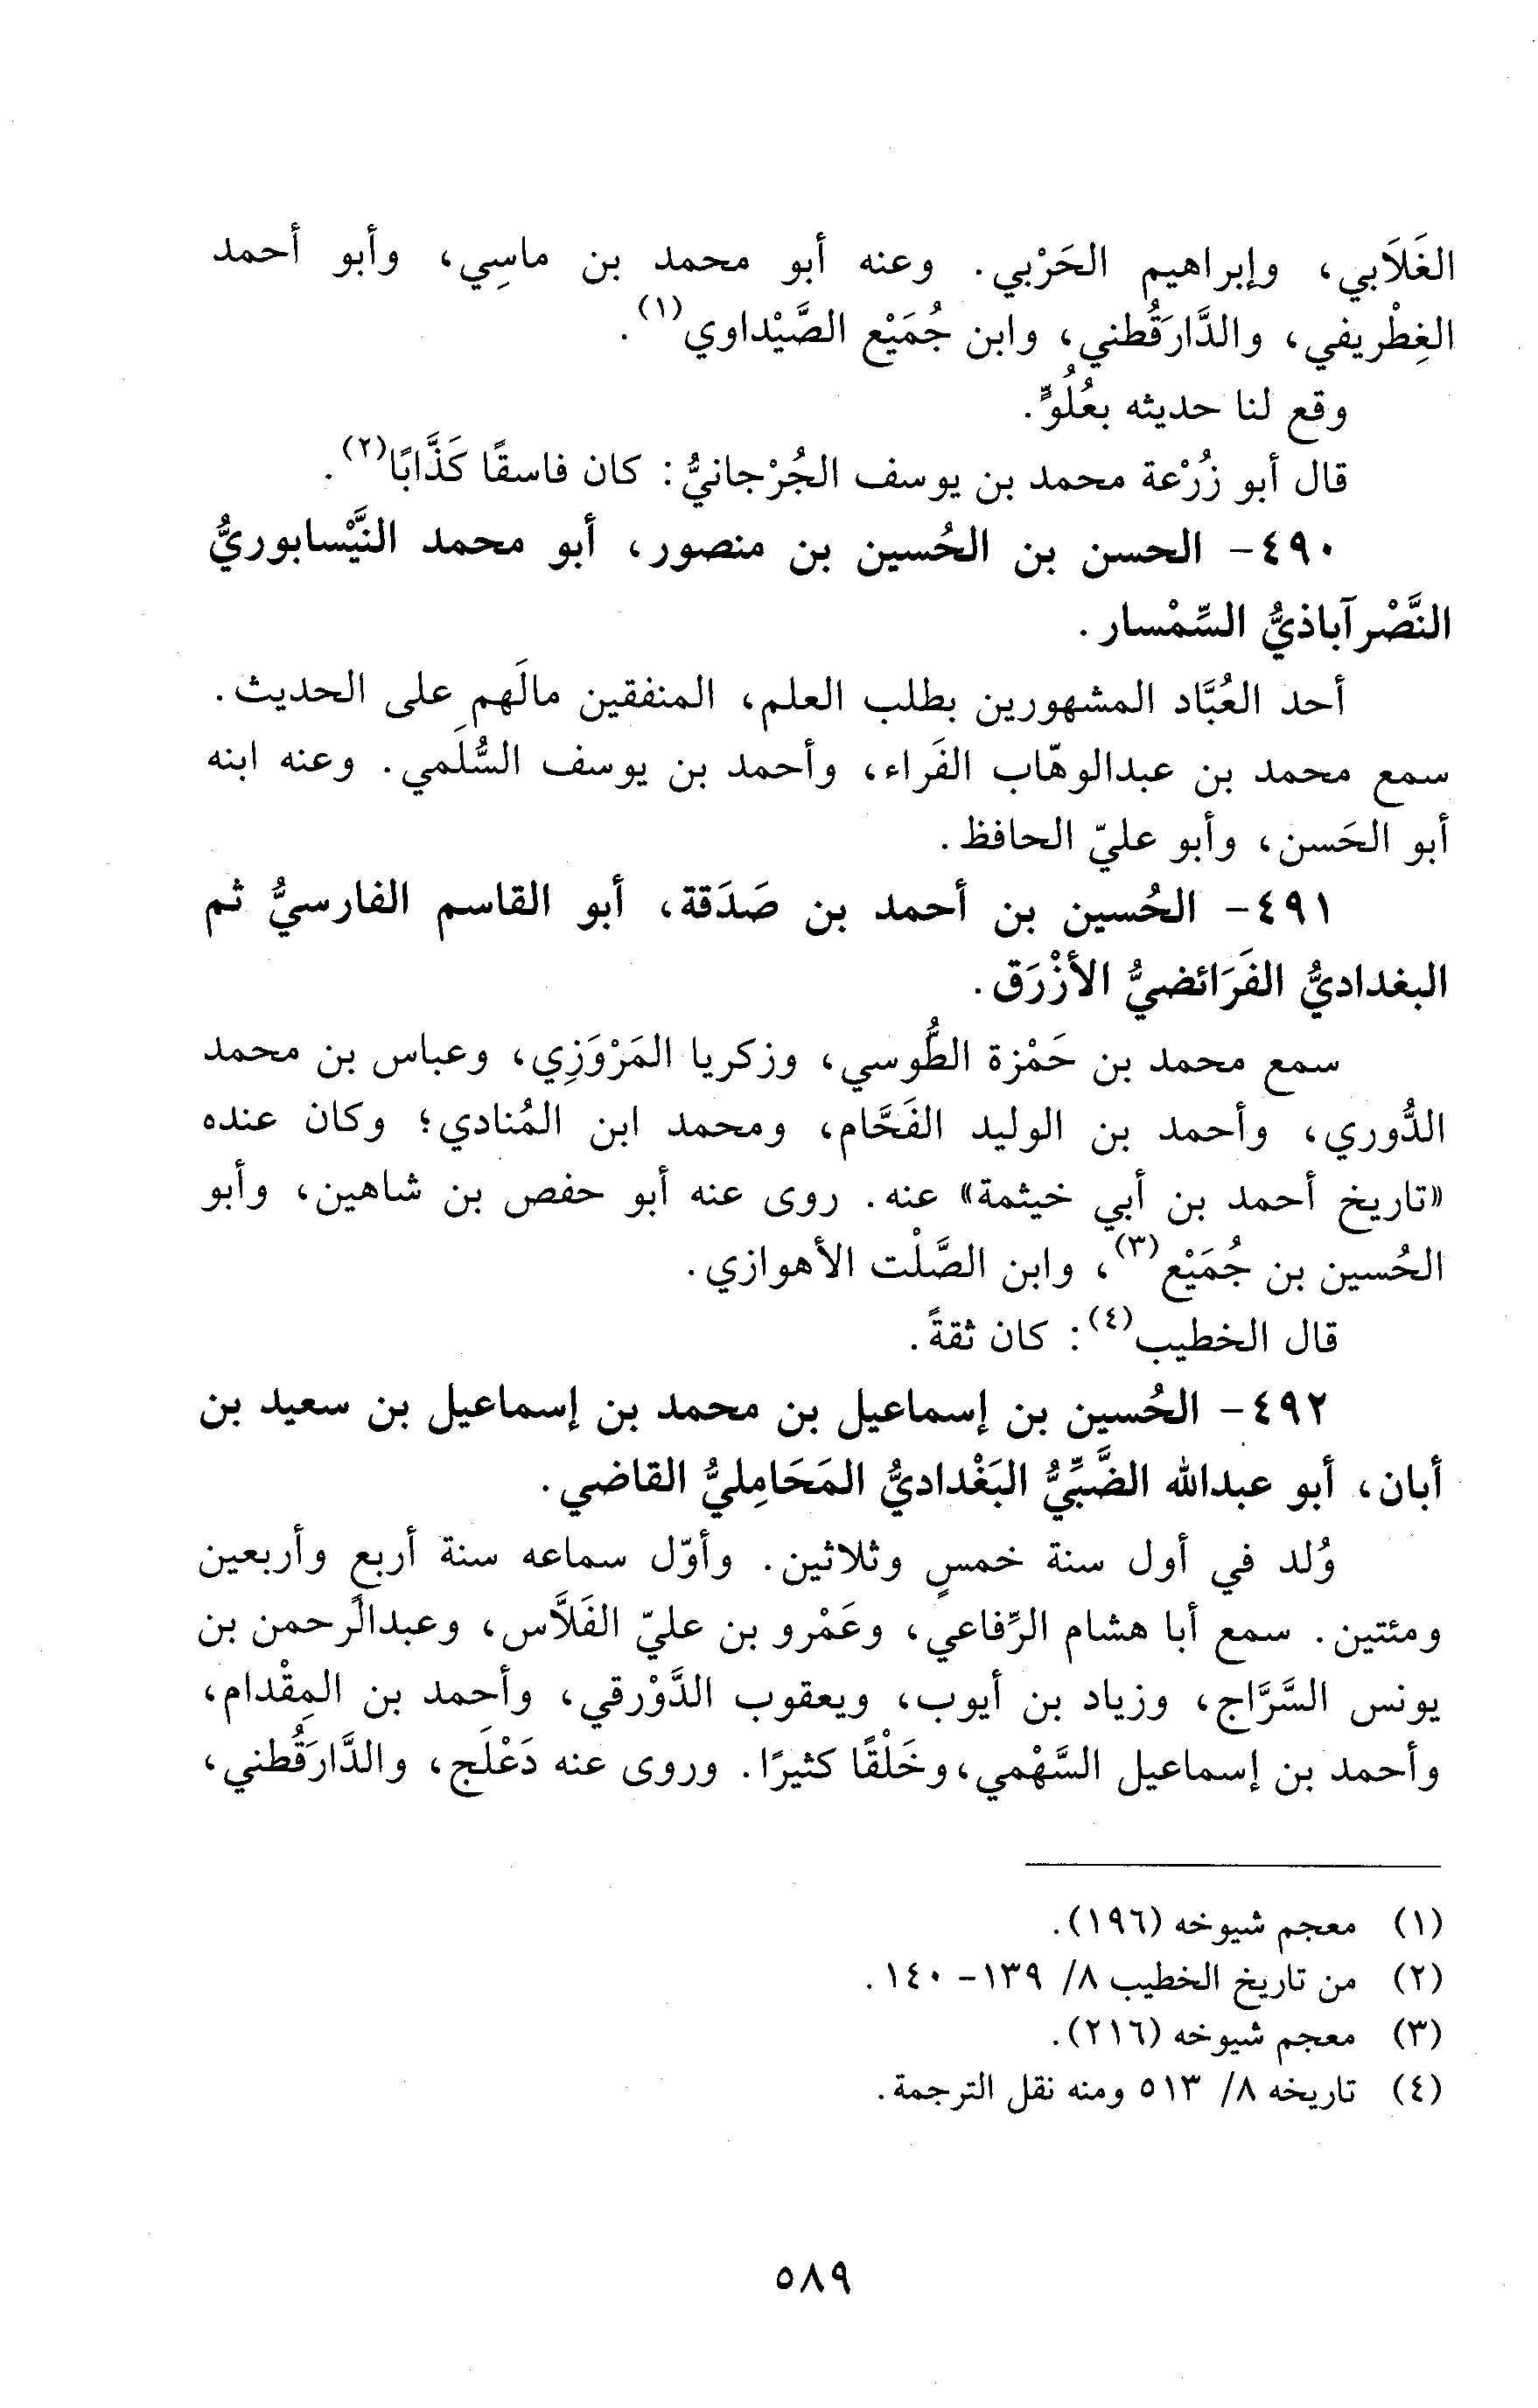 الغَلَابي، وإبراهيم الحَرْبي. وعنه أبو محمد بن ماسِي، وأبو أحمد
الغِطْريفي، والدَّارَقُطني، وابن جُمَيْع الصَّيْداوي(١).
وقع لنا حديثه بعُلُوٍّ.
قال أبو زُرْعة محمد بن يوسف الجُرْجانيُّ: كان فاسقًا كَذَّابًا(٢).
٤٩٠- الحسن بن الحُسين بن منصور، أبو محمد النَّيْسابوريُّ
النَّصْرآباذيُّ السِّمْسار.
أحد العُبَّاد المشهورين بطلب العلم، المنفقين مالَهم على الحديث.
سمع محمد بن عبدالوهّاب الفَراء، وأحمد بن يوسف السُّلَمي. وعنه ابنه
أبو الحَسن، وأبو عليّ الحافظ.
٤٩١- الحُسين بن أحمد بن صَدَقة، أبو القاسم الفارسيُّ ثم
البغداديُّ الفَرَائضيُّ الأزْرَق.
سمع محمد بن حَمْزة الطُّوسي، وزكريا المَرْوَزِي، وعباس بن محمد
الدُّوري، وأحمد بن الوليد الفَحَّام، ومحمد ابن المُنادي؛ وكان عنده
«تاريخ أحمد بن أبي خيثمة» عنه. روى عنه أبو حفص بن شاهين، وأبو
الحُسين بن جُمَيْع(٣)، وابن الصَّلْت الأهوازي.
قال الخطيب(٤): كان ثقةً.
٤٩٢- الحُسين بن إسماعيل بن محمد بن إسماعيل بن سعيد بن
أبان، أبو عبدالله الضَّبِّيُّ البَغْداديُّ المَحَامِليُّ القاضي.
وُلد في أول سنة خمسٍ وثلاثين. وأوّل سماعه سنة أربع وأربعين
ومئتين. سمع أبا هشام الرِّفاعي، وعَمْرو بن عليّ الفَلاَّس، وعبدالرحمن بن
يونس السَّرَّاج، وزياد بن أيوب، ويعقوب الدَّوْرقي، وأحمد بن المِقْدام،
وأحمد بن إسماعيل السَّهْمي، وخَلْقًا كثيرًا. وروى عنه دَعْلَج، والدَّارَقُطني،
(١) معجم شيوخه (١٩٦).
(٢) من تاريخ الخطيب ٨/ ١٣٩- ١٤٠.
(٣) معجم شيوخه (٢١٦).
(٤) تاريخه ٨/ ٥١٣ ومنه نقل الترجمة.
٥٨٩